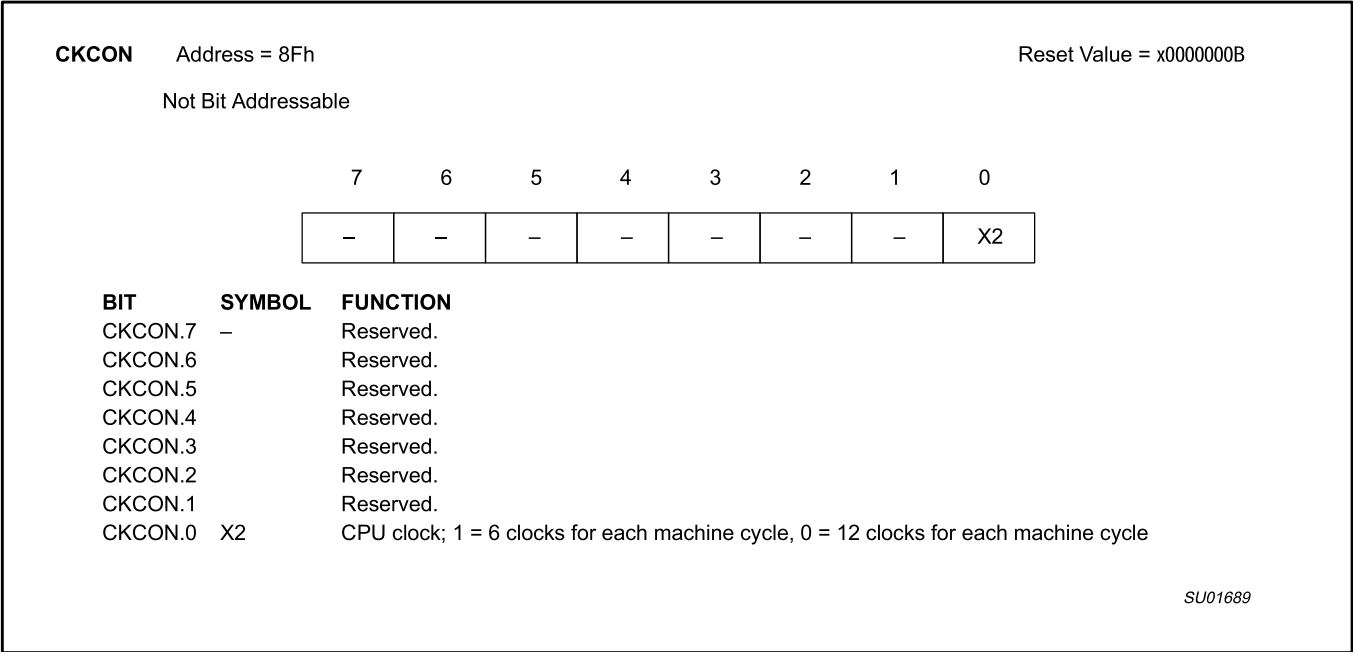 CKCON Address = 8Fh Reset Value = x0000000B
Not Bit Addressable
7 6 5 4 3 2 1 0
– – – – – – – X2
BIT SYMBOL FUNCTION
CKCON.7 – Reserved.
CKCON.6 Reserved.
CKCON.5 Reserved.
CKCON.4 Reserved.
CKCON.3 Reserved.
CKCON.2 Reserved.
CKCON.1 Reserved.
CKCON.0 X2 CPU clock; 1 = 6 clocks for each machine cycle, 0 = 12 clocks for each machine cycle
SU01689